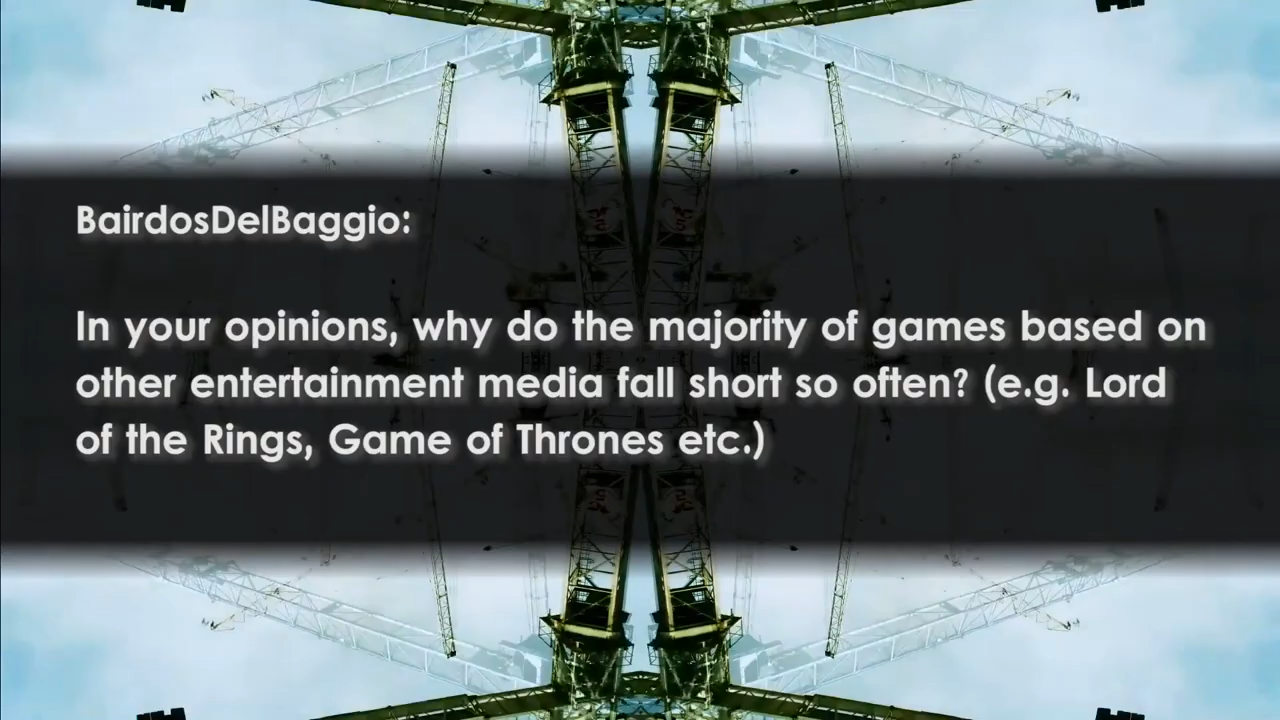 BairdosDelBaggio:
In your opinions, why do the majority of games based on
other entertainment media fall short so often? (e.g. Lord
of the Rings, Game of Thrones etc.)